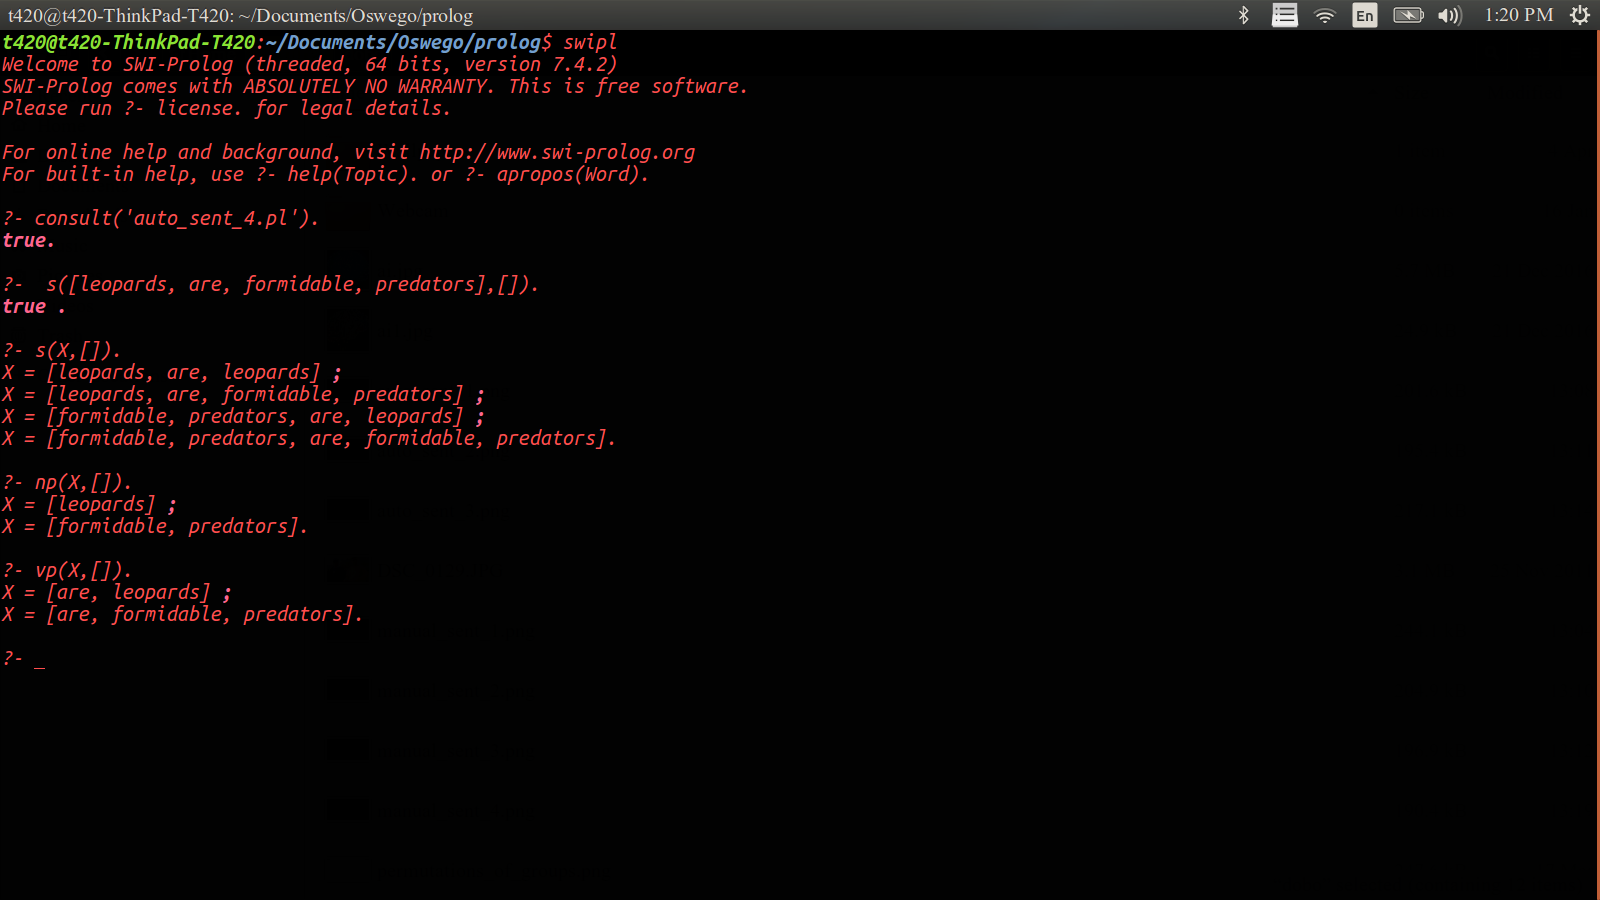 t420@t420-ThinkPad-T420: ~/Documents/Oswego/prolog En 1:20 PM
t420@t420-ThinkPad-T420:~/Documents/Oswego/prolog$ swipl
Welcome to SWI-Prolog (threaded, 64 bits, version 7.4.2)
SWI-Prolog comes with ABSOLUTELY NO WARRANTY. This is free software.
Please run ?- license. for legal details.
For online help and background, visit http://www.swi-prolog.org
For built-in help, use ?- help(Topic). or ?- apropos(Word).
?- consult('auto_sent_4.pl').
true.
?-  s([leopards, are, formidable, predators],[]).
true .
?- s(X,[]).
X = [leopards, are, leopards] ;
X = [leopards, are, formidable, predators] ;
X = [formidable, predators, are, leopards] ;
X = [formidable, predators, are, formidable, predators].
?- np(X,[]).
X = [leopards] ;
X = [formidable, predators].
?- vp(X,[]).
X = [are, leopards] ;
X = [are, formidable, predators].
?- _